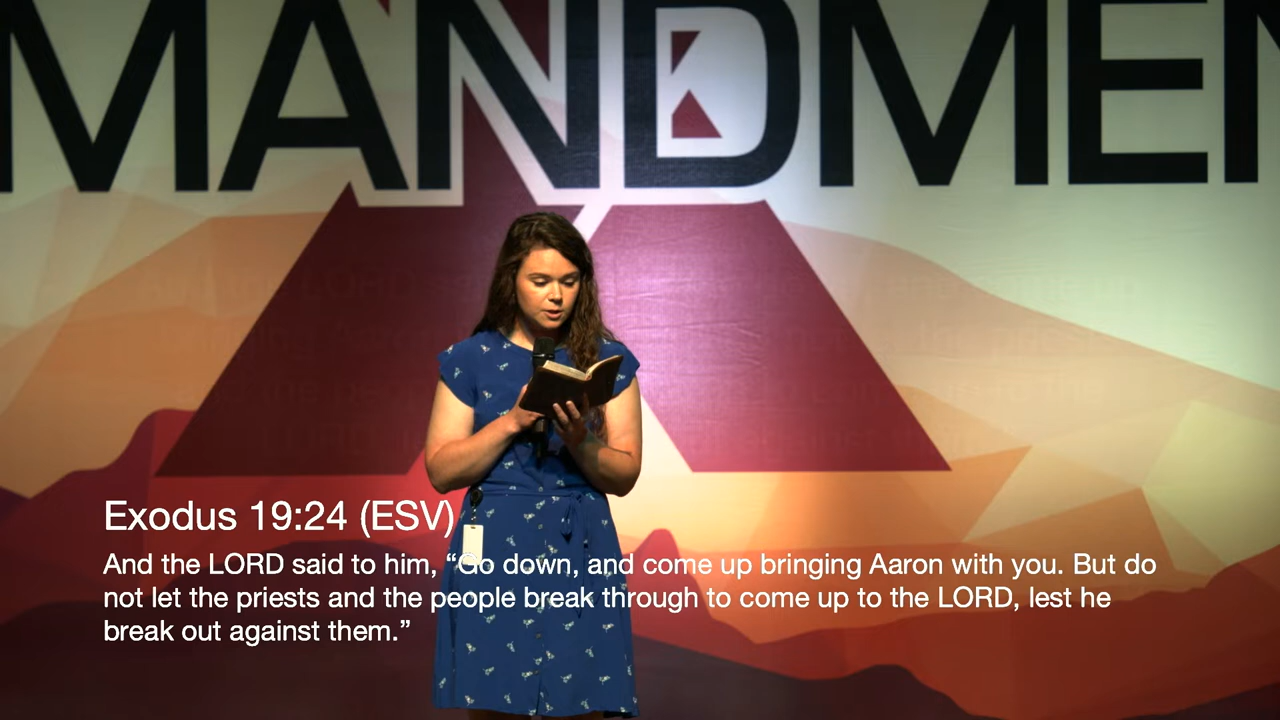 MANDMEN
Exodus 19:24 (ESV)
And the LORD said to him, “Go down, and come up bringing Aaron with you. But do
not let the priests and the people break through to come up to the LORD, lest he
break out against them.”